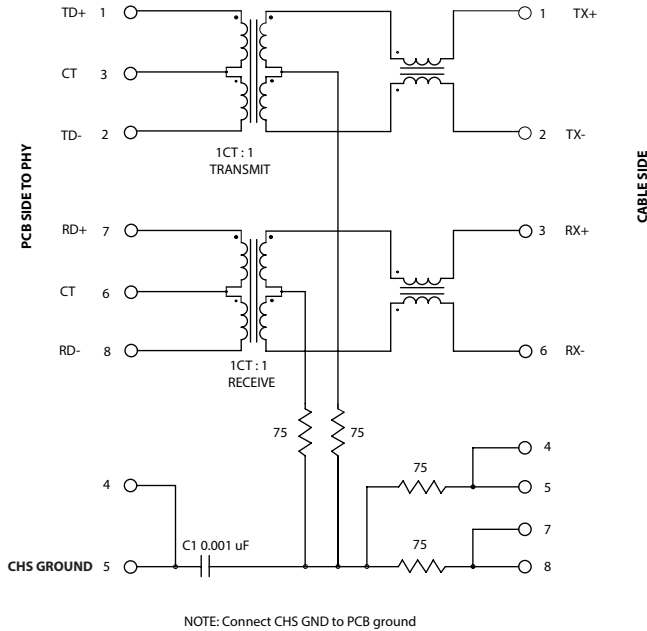 TD+ 1
1 TX+
CT 3
TD- 2
2 TX-
1CT : 1
TRANSMIT
PCB SIDE TO PHY
CABLE SIDE
RD+ 7
3 RX+
CT 6
RD- 8
6 RX-
1CT : 1
RECEIVE
75
75
4
75
5
4
7
C1 0.001 uF
75
CHS GROUND 5
8
NOTE: Connect CHS GND to PCB ground